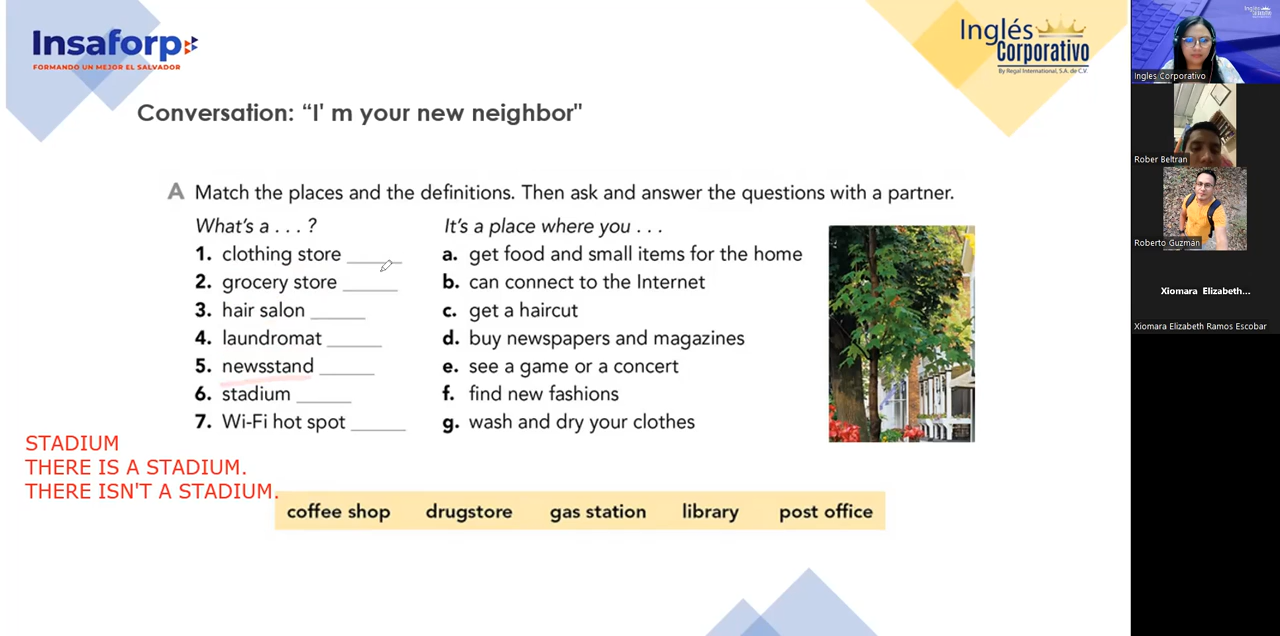 Insaforp
FORMANDO UN MEJOR EL SALVADOR
Inglés
Corporativo
By Regal International, S.A. de C.V.
Conversation: “I' m your new neighbor"
A Match the places and the definitions. Then ask and answer the questions with a partner.
What's a . . . ?
1. clothing store ______
2. grocery store ______
3. hair salon ______
4. laundromat ______
5. newsstand ______
6. stadium ______
7. Wi-Fi hot spot ______
It's a place where you . . .
a. get food and small items for the home
b. can connect to the Internet
c. get a haircut
d. buy newspapers and magazines
e. see a game or a concert
f. find new fashions
g. wash and dry your clothes
STADIUM
THERE IS A STADIUM.
THERE ISN'T A STADIUM.
coffee shop drugstore gas station library post office
Ingles Corporativo
Rober Beltran
Roberto Guzmán
Xiomara Elizabeth...
Xiomara Elizabeth Ramos Escobar